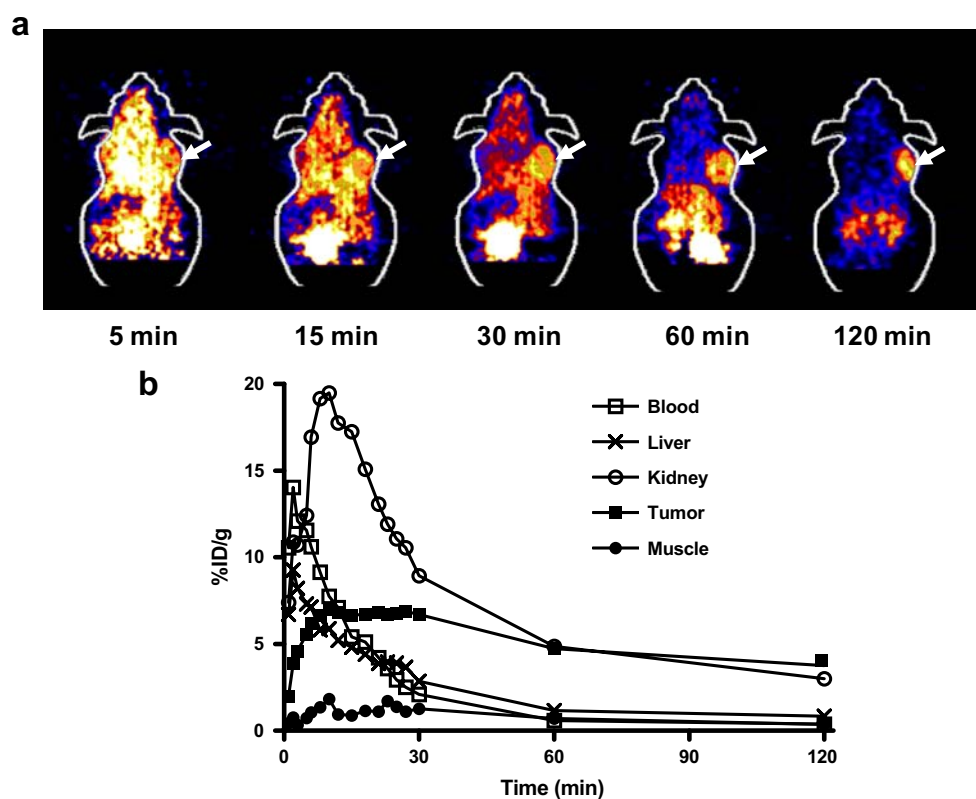 a
5 min 15 min 30 min 60 min 120 min
b
20
15
10
5
0
%ID/g
Blood
Liver
Kidney
Tumor
Muscle
0 30 60 90 120
Time (min)